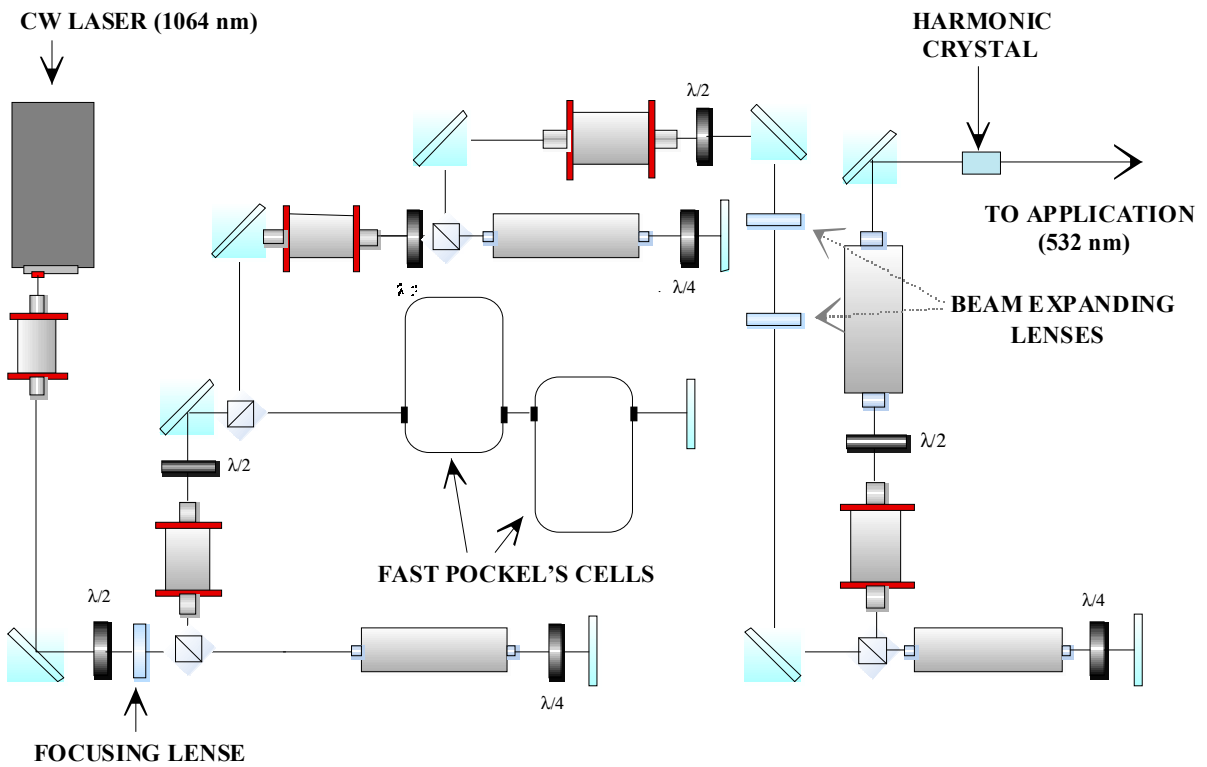 CW LASER (1064 nm)
HARMONIC
CRYSTAL
λ/2
TO APPLICATION
(532 nm)
λ/4
BEAM EXPANDING
LENSES
λ/2
λ/2
FAST POCKEL'S CELLS
λ/2
λ/4
λ/4
FOCUSING LENSE